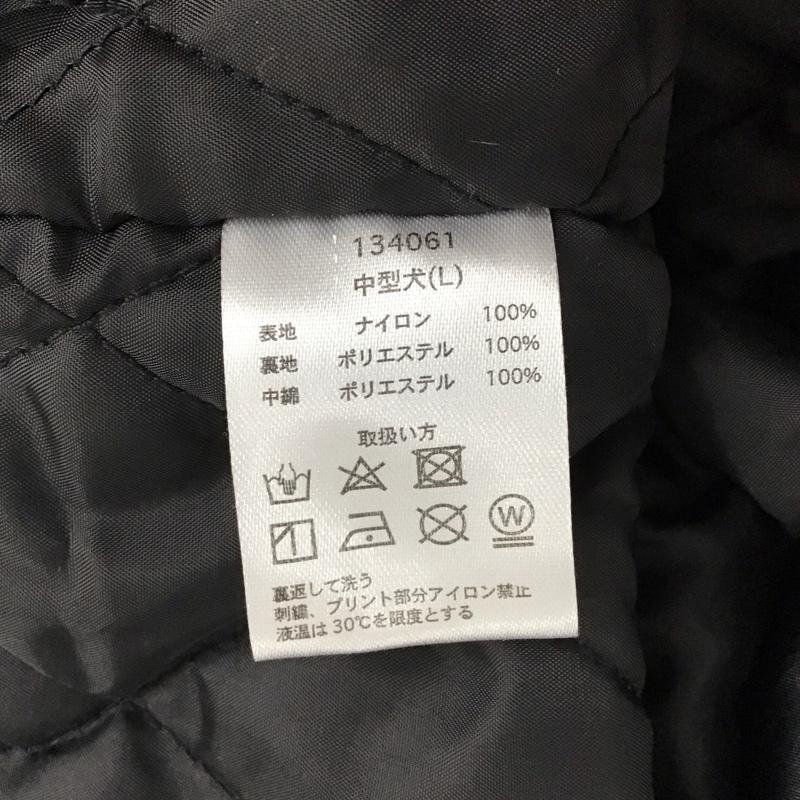 134061
中型犬(L)
表地 ナイロン 100%
裏地 ポリエステル 100%
中綿 ポリエステル 100%
取扱い方
W
裏返して洗う
刺繍、プリント部分アイロン禁止
液温は30℃を限度とする